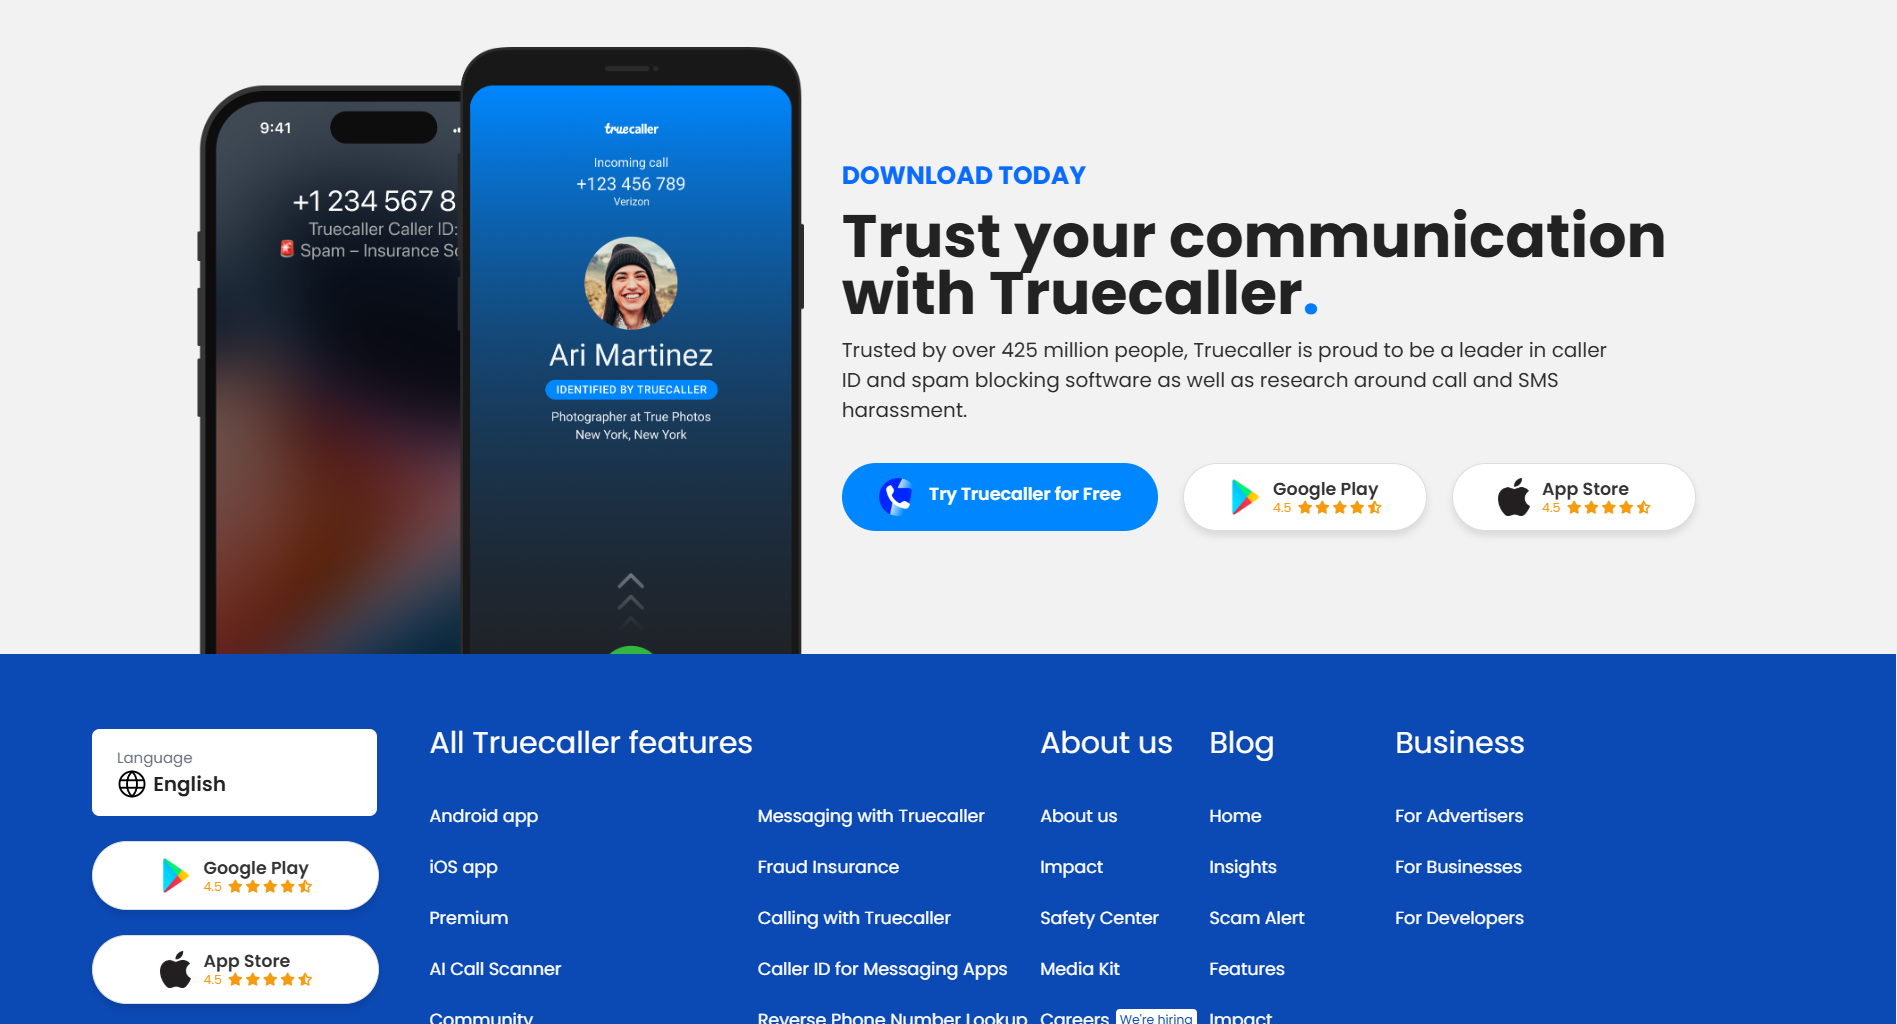 9:41
+1 234 567 8
Truecaller Caller ID:
Spam – Insurance
truecaller
Incoming call
+123 456 789
Verizon
Ari Martinez
IDENTIFIED BY TRUECALLER
Photographer at True Photos
New York, New York
DOWNLOAD TODAY
Trust your communication
with Truecaller.
Trusted by over 425 million people, Truecaller is proud to be a leader in caller
ID and spam blocking software as well as research around call and SMS
harassment.
Try Truecaller for Free
Google Play
4.5
App Store
4.5
Language
English
Google Play
4.5
App Store
4.5
All Truecaller features
Android app
iOS app
Premium
AI Call Scanner
Community
Messaging with Truecaller
Fraud Insurance
Calling with Truecaller
Caller ID for Messaging Apps
Reverse Phone Number Lookup
About us
About us
Impact
Safety Center
Media Kit
Careers We're hiring
Blog
Home
Insights
Scam Alert
Features
Impact
Business
For Advertisers
For Businesses
For Developers